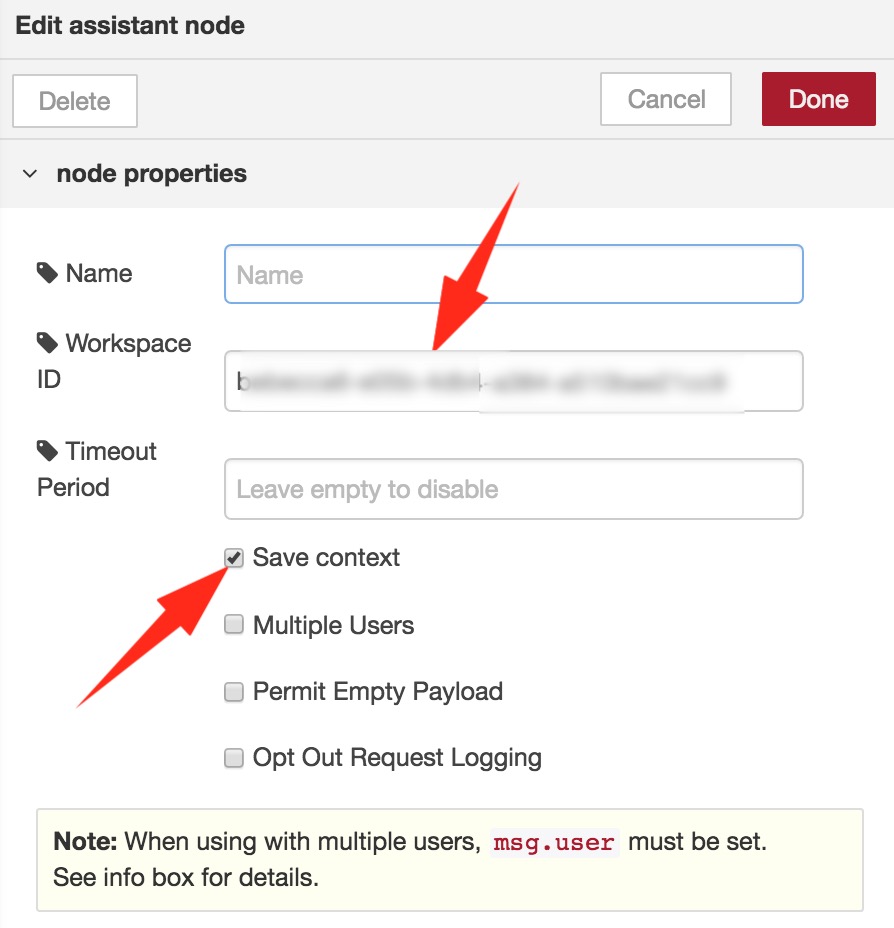 Edit assistant node
Delete
Cancel
Done
node properties
Name
Name
Workspace
ID
Timeout
Period
Leave empty to disable
Save context
Multiple Users
Permit Empty Payload
Opt Out Request Logging
Note: When using with multiple users, msg.user must be set.
See info box for details.